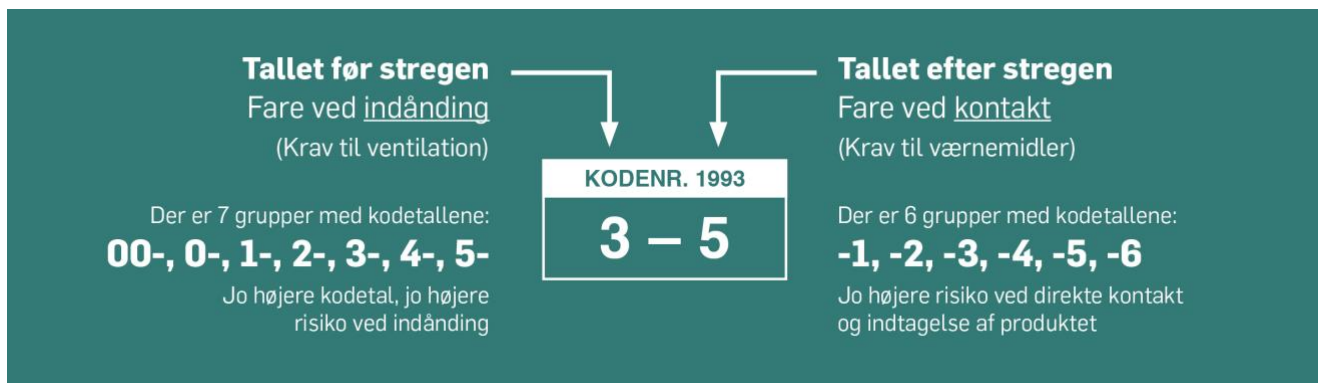 Tallet før stregen
Fare ved indånding
(Krav til ventilation)
Der er 7 grupper med kodetallene:
00-, 0-, 1-, 2-, 3-, 4-, 5-
Jo højere kodetal, jo højere
risiko ved indånding
KODENR. 1993
3 – 5
Tallet efter stregen
Fare ved kontakt
(Krav til værnemidler)
Der er 6 grupper med kodetallene:
-1, -2, -3, -4, -5, -6
Jo højere risiko ved direkte kontakt
og indtagelse af produktet